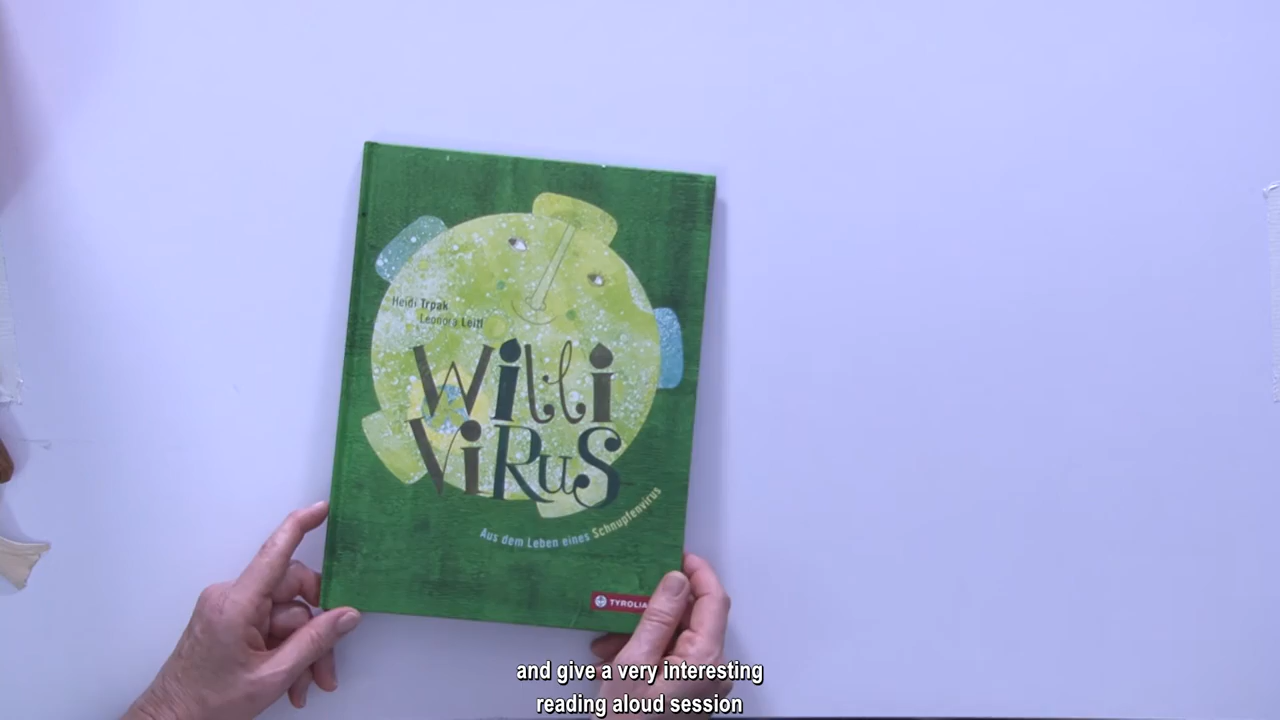 Heidi Trpak
Leonora Leitl
Willi
ViRuS
Aus dem Leben eines Schnupfenvirus
TYROLIA
and give a very interesting
reading aloud session